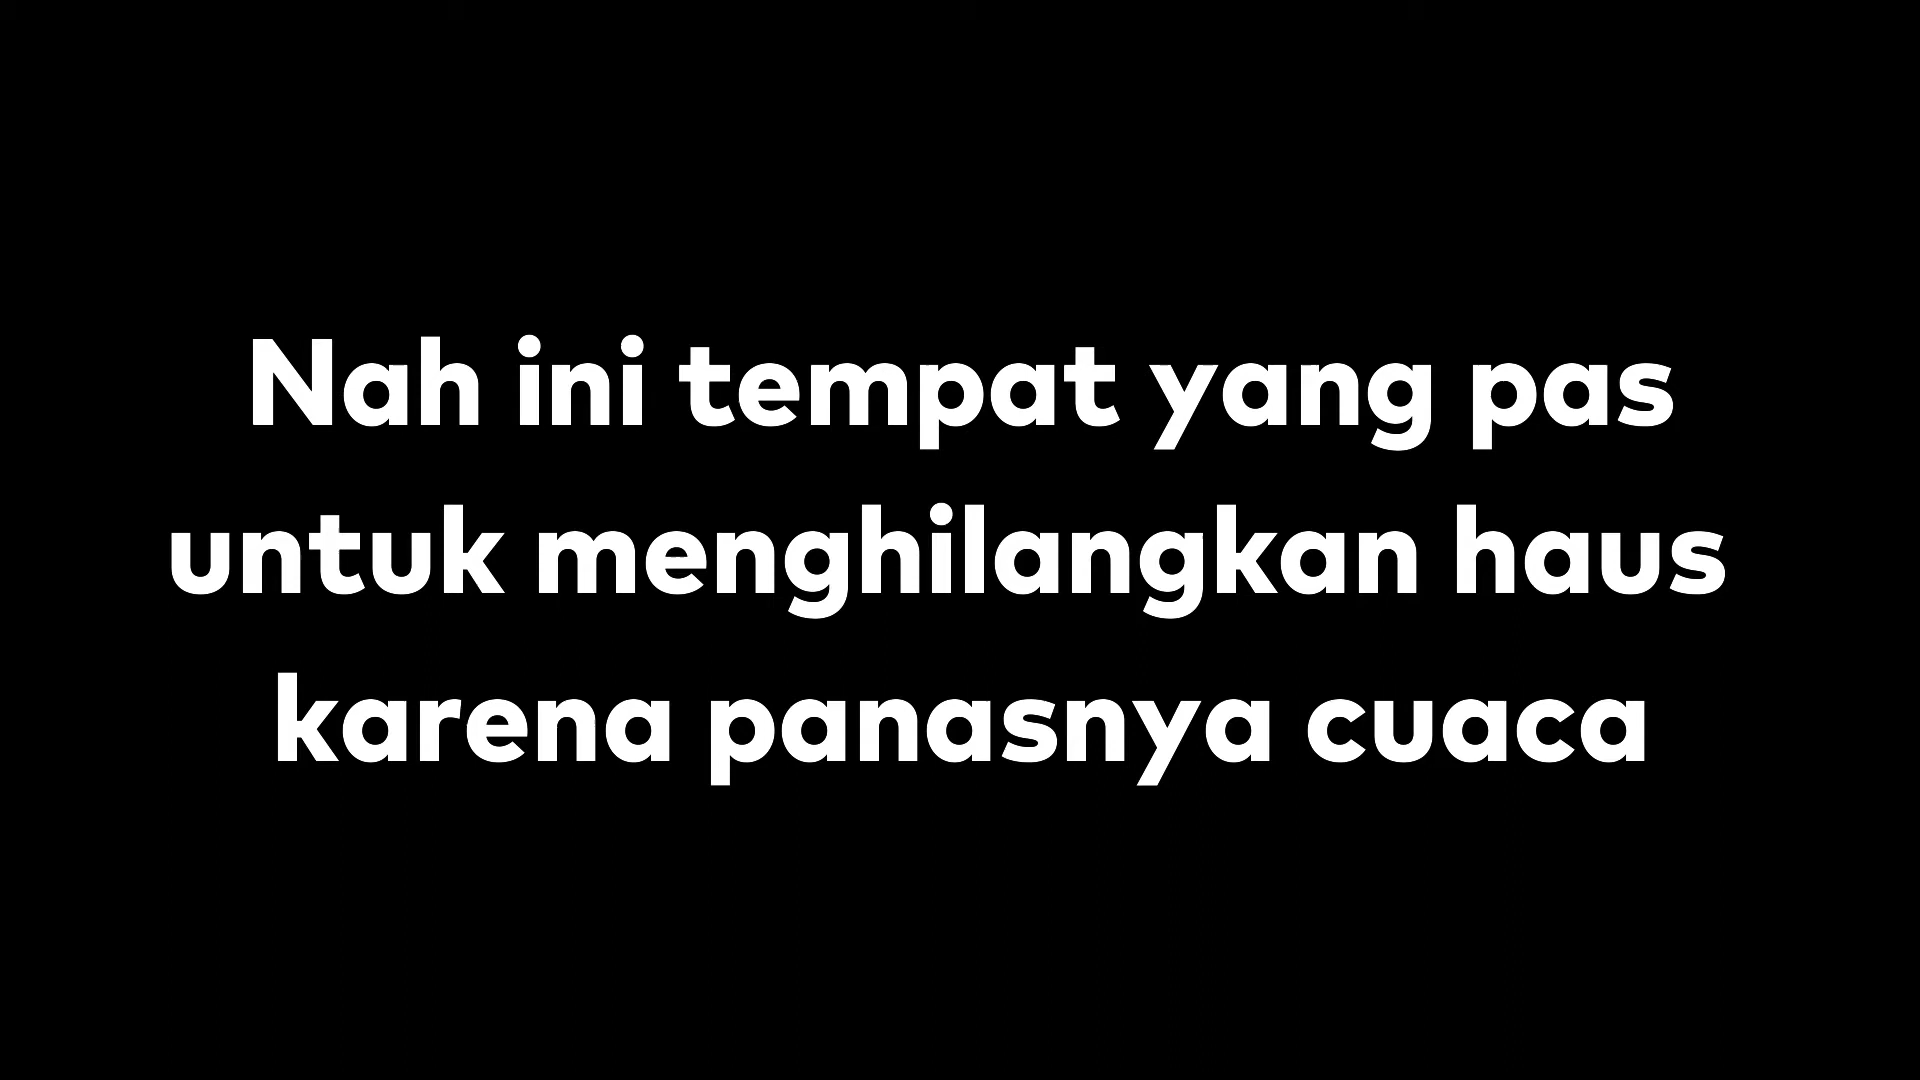 Nah ini tempat yang pas
untuk menghilangkan haus
karena panasnya cuaca